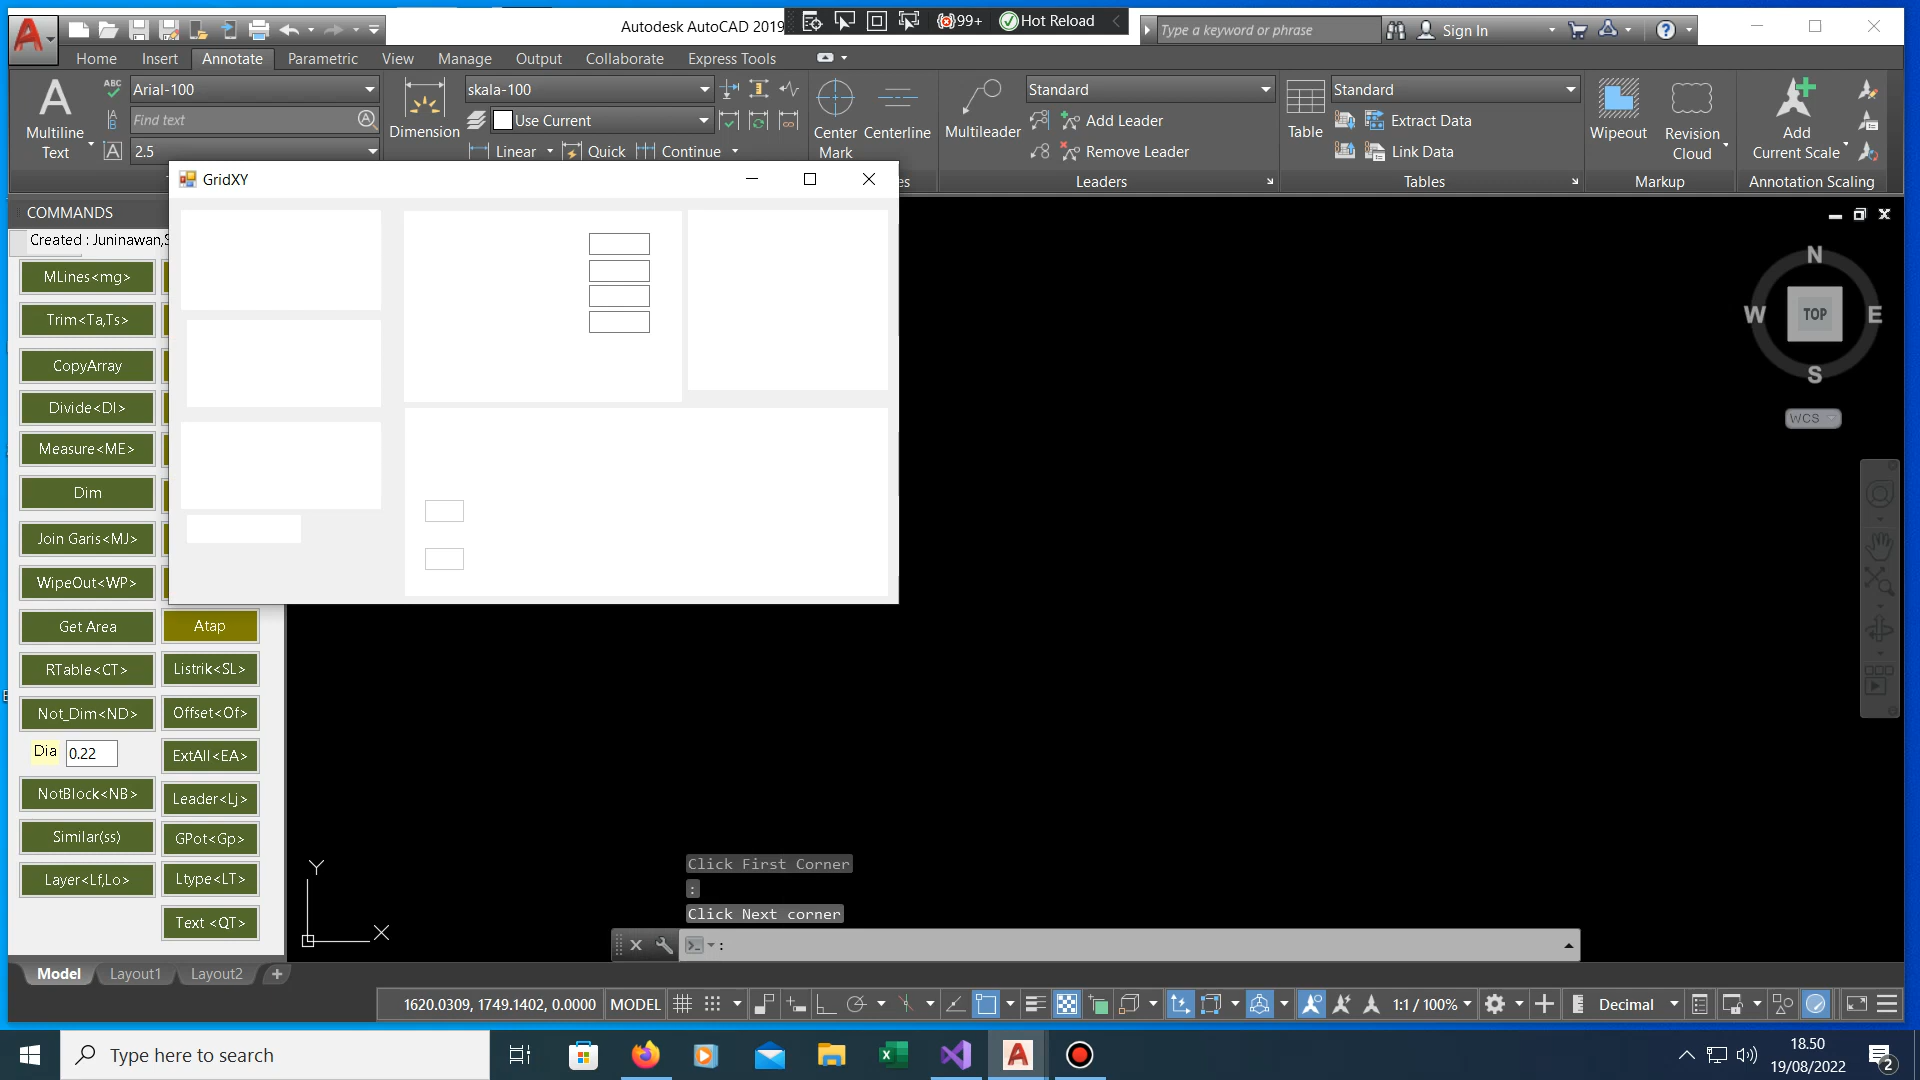 Autodesk AutoCAD 2019
99+
Hot Reload
Type a keyword or phrase
Sign In
Home
Insert
Annotate
Parametric
View
Manage
Output
Collaborate
Express Tools
Multiline
Text
ABC
Arial-100
Find text
2.5
Dimension
skala-100
Use Current
Linear
Quick
Continue
Center
Mark
Centerline
Multileader
Standard
Add Leader
Remove Leader
Leaders
Table
Standard
Extract Data
Link Data
Tables
Wipeout
Revision
Cloud
Markup
Add
Current Scale
Annotation Scaling
GridXY
COMMANDS
Created : Juninawan,S
MLines<mg>
Trim<Ta,Ts>
CopyArray
Divide<DI>
Measure<ME>
Dim
Join Garis<MJ>
WipeOut<WP>
Get Area
Atap
RTable<CT>
Listrik<SL>
Not_Dim<ND>
Offset<Of>
Dia
0.22
ExtAll<EA>
NotBlock<NB>
Leader<Lj>
Similar(ss)
GPot<Gp>
Layer<Lf,Lo>
Ltype<LT>
Text <QT>
N
W
TOP
E
S
WCS
Y
X
Click First Corner
:
Click Next corner
:
Model
Layout1
Layout2
1620.0309, 1749.1402, 0.0000
MODEL
1:1 / 100%
Decimal
Type here to search
18.50
19/08/2022
2